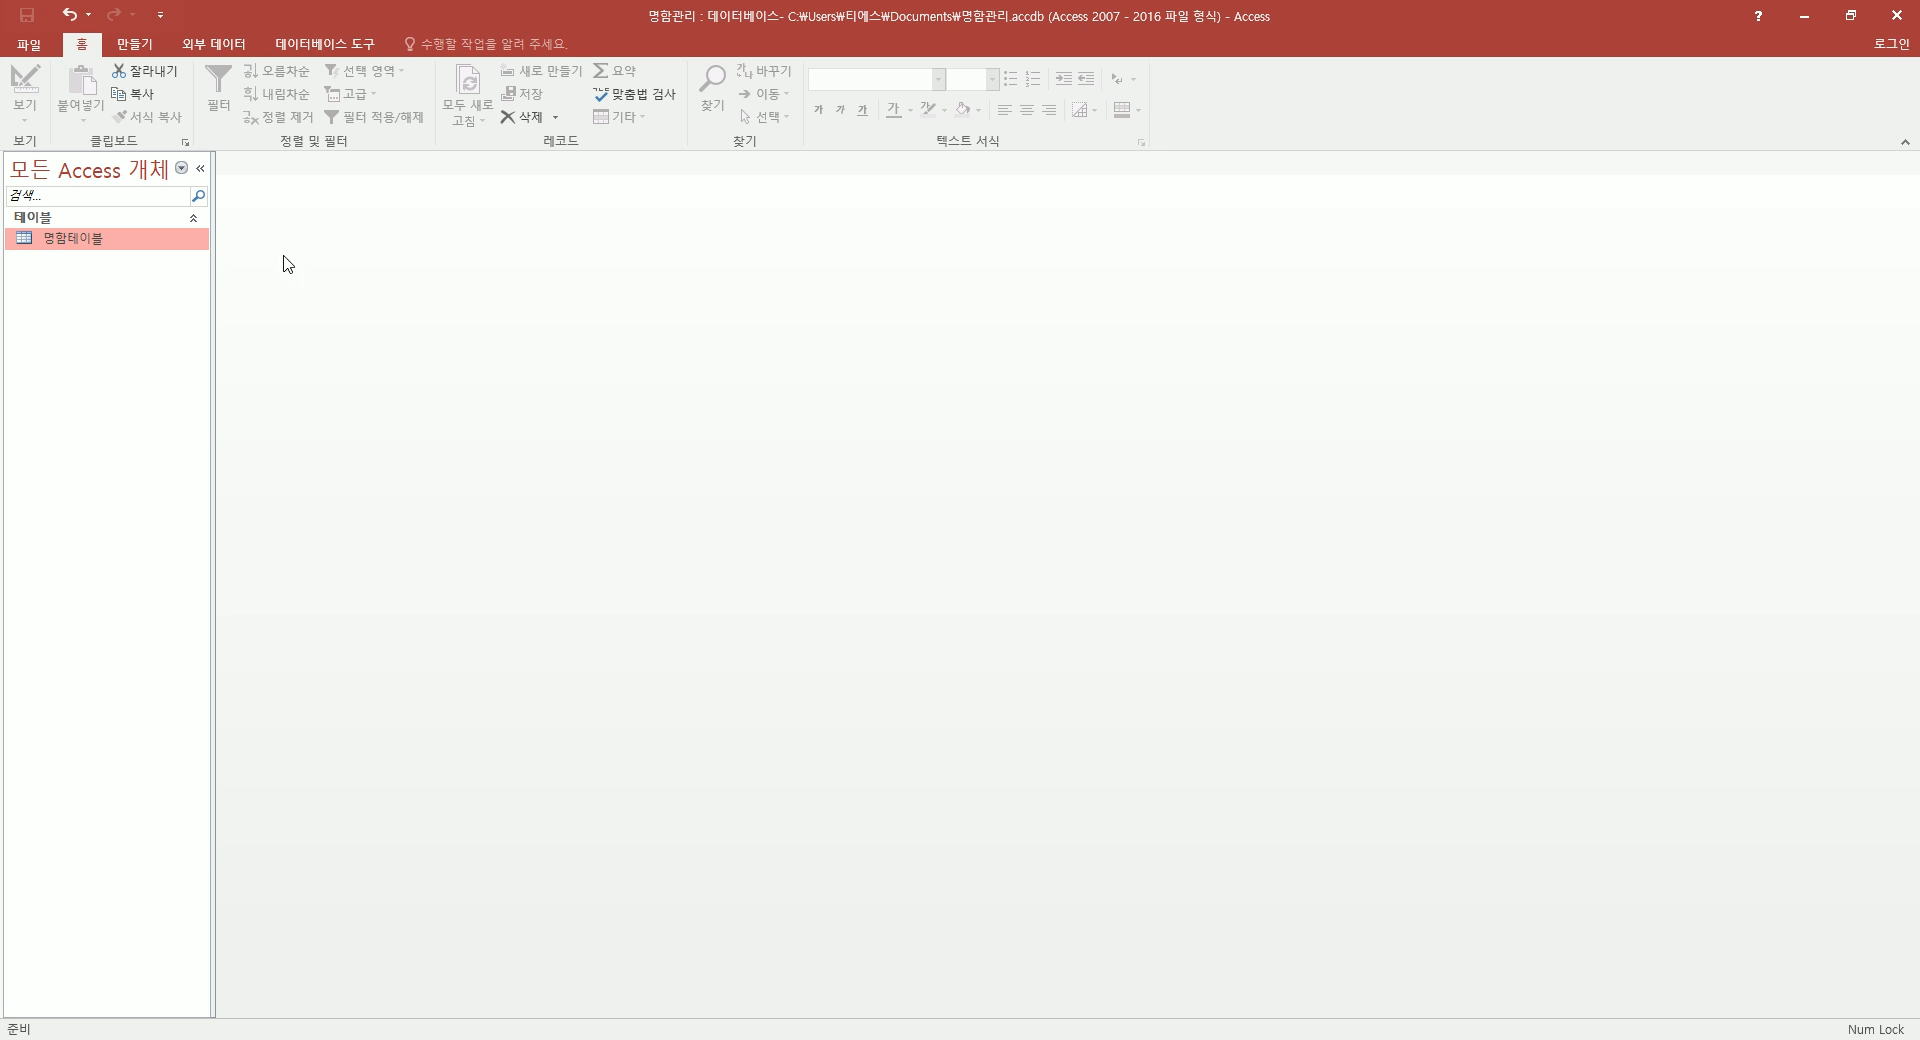 명함관리 : 데이터베이스- C:₩Users₩티에스₩Documents₩명함관리.accdb (Access 2007 - 2016 파일 형식) - Access
파일 홈 만들기 외부 데이터 데이터베이스 도구 수행할 작업을 알려 주세요. 로그인
보기
보기
붙여넣기
잘라내기
복사
서식 복사
클립보드
필터
오름차순
내림차순
정렬 제거
선택 영역
고급
필터 적용/해제
정렬 및 필터
모두 새로
고침
새로 만들기
저장
삭제
요약
맞춤법 검사
기타
레코드
찾기
바꾸기
이동
선택
찾기
가 가 가 가
텍스트 서식
모든 Access 개체
검색...
테이블
명함테이블
준비
Num Lock